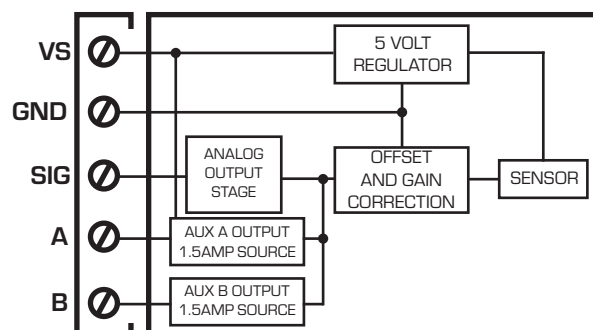 VS
5 VOLT
REGULATOR
GND
SIG
ANALOG
OUTPUT
STAGE
OFFSET
AND GAIN
CORRECTION
SENSOR
A
AUX A OUTPUT
1.5AMP SOURCE
B
AUX B OUTPUT
1.5AMP SOURCE